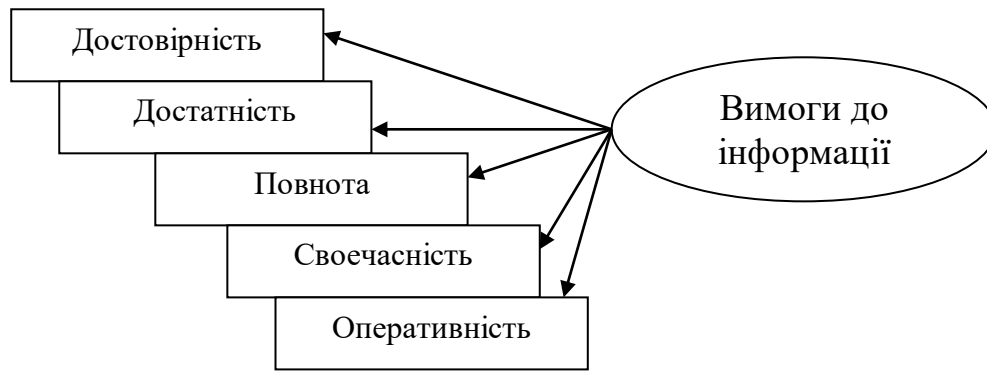 Достовірність
Достатність
Повнота
Своечасність
Оперативність
Вимоги до
інформації